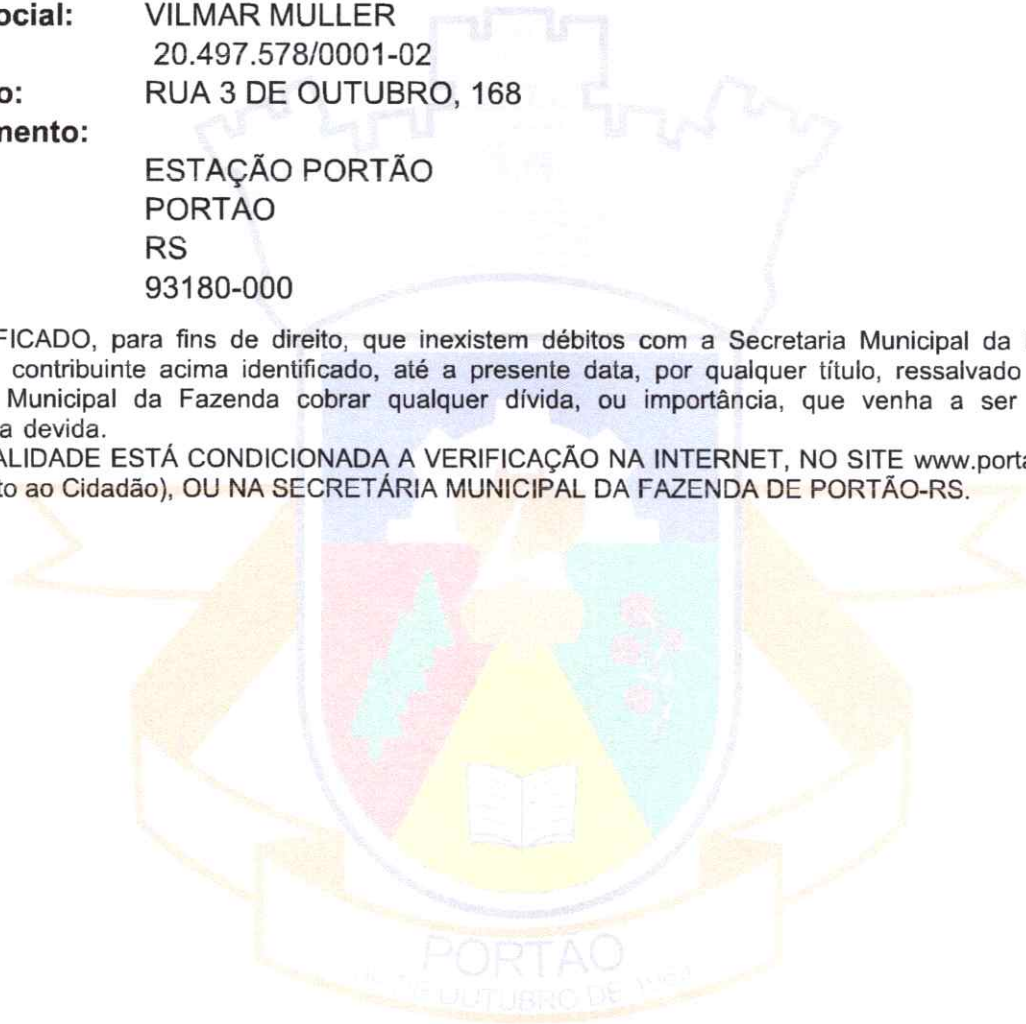 ocial: VILMAR MULLER
20.497.578/0001-02
o: RUA 3 DE OUTUBRO, 168
mento:
ESTAÇÃO PORTÃO
PORTAO
RS
93180-000
FICADO, para fins de direito, que inexistem débitos com a Secretaria Municipal da
contribuinte acima identificado, até a presente data, por qualquer título, ressalvado
Municipal da Fazenda cobrar qualquer dívida, ou importância, que venha a ser
a devida.
ALIDADE ESTÁ CONDICIONADA A VERIFICAÇÃO NA INTERNET, NO SITE www.porta
to ao Cidadão), OU NA SECRETÁRIA MUNICIPAL DA FAZENDA DE PORTÃO-RS.
PORTAO
DE OUTUBRO DE